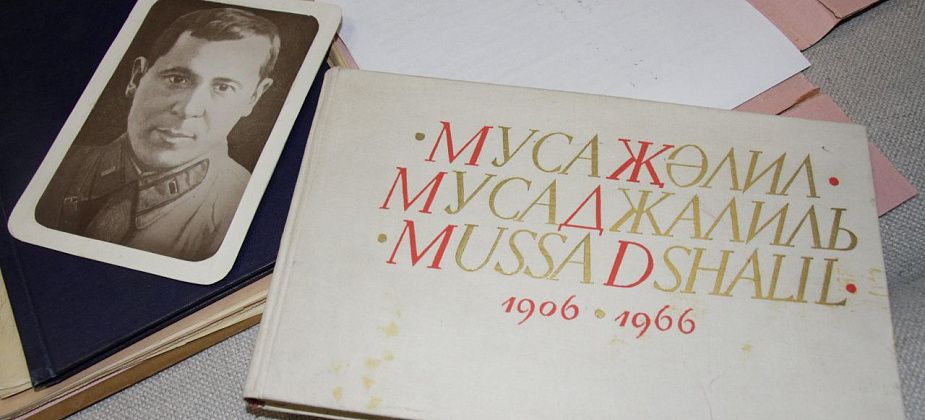 • МУСА ҖӘЛИЛ •
МУСА ДЖАЛИЛЬ
• MUSSA DSHALIL •
1906 • 1966